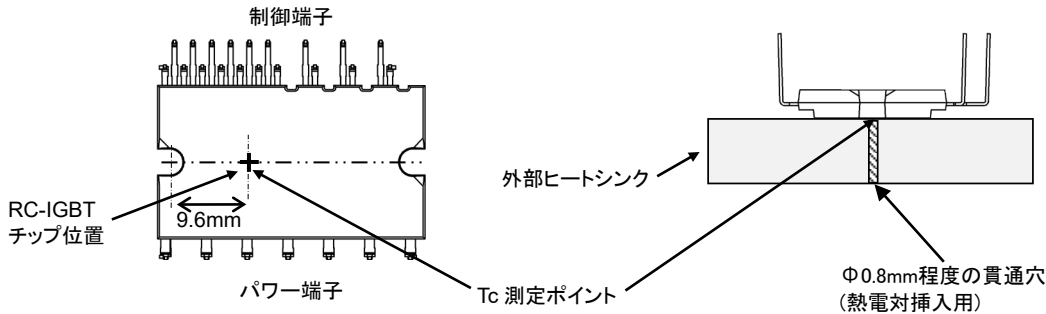 制御端子
RC-IGBT
チップ位置
9.6mm
パワー端子
Tc 測定ポイント
外部ヒートシンク
Φ0.8mm程度の貫通穴
(熱電対挿入用)